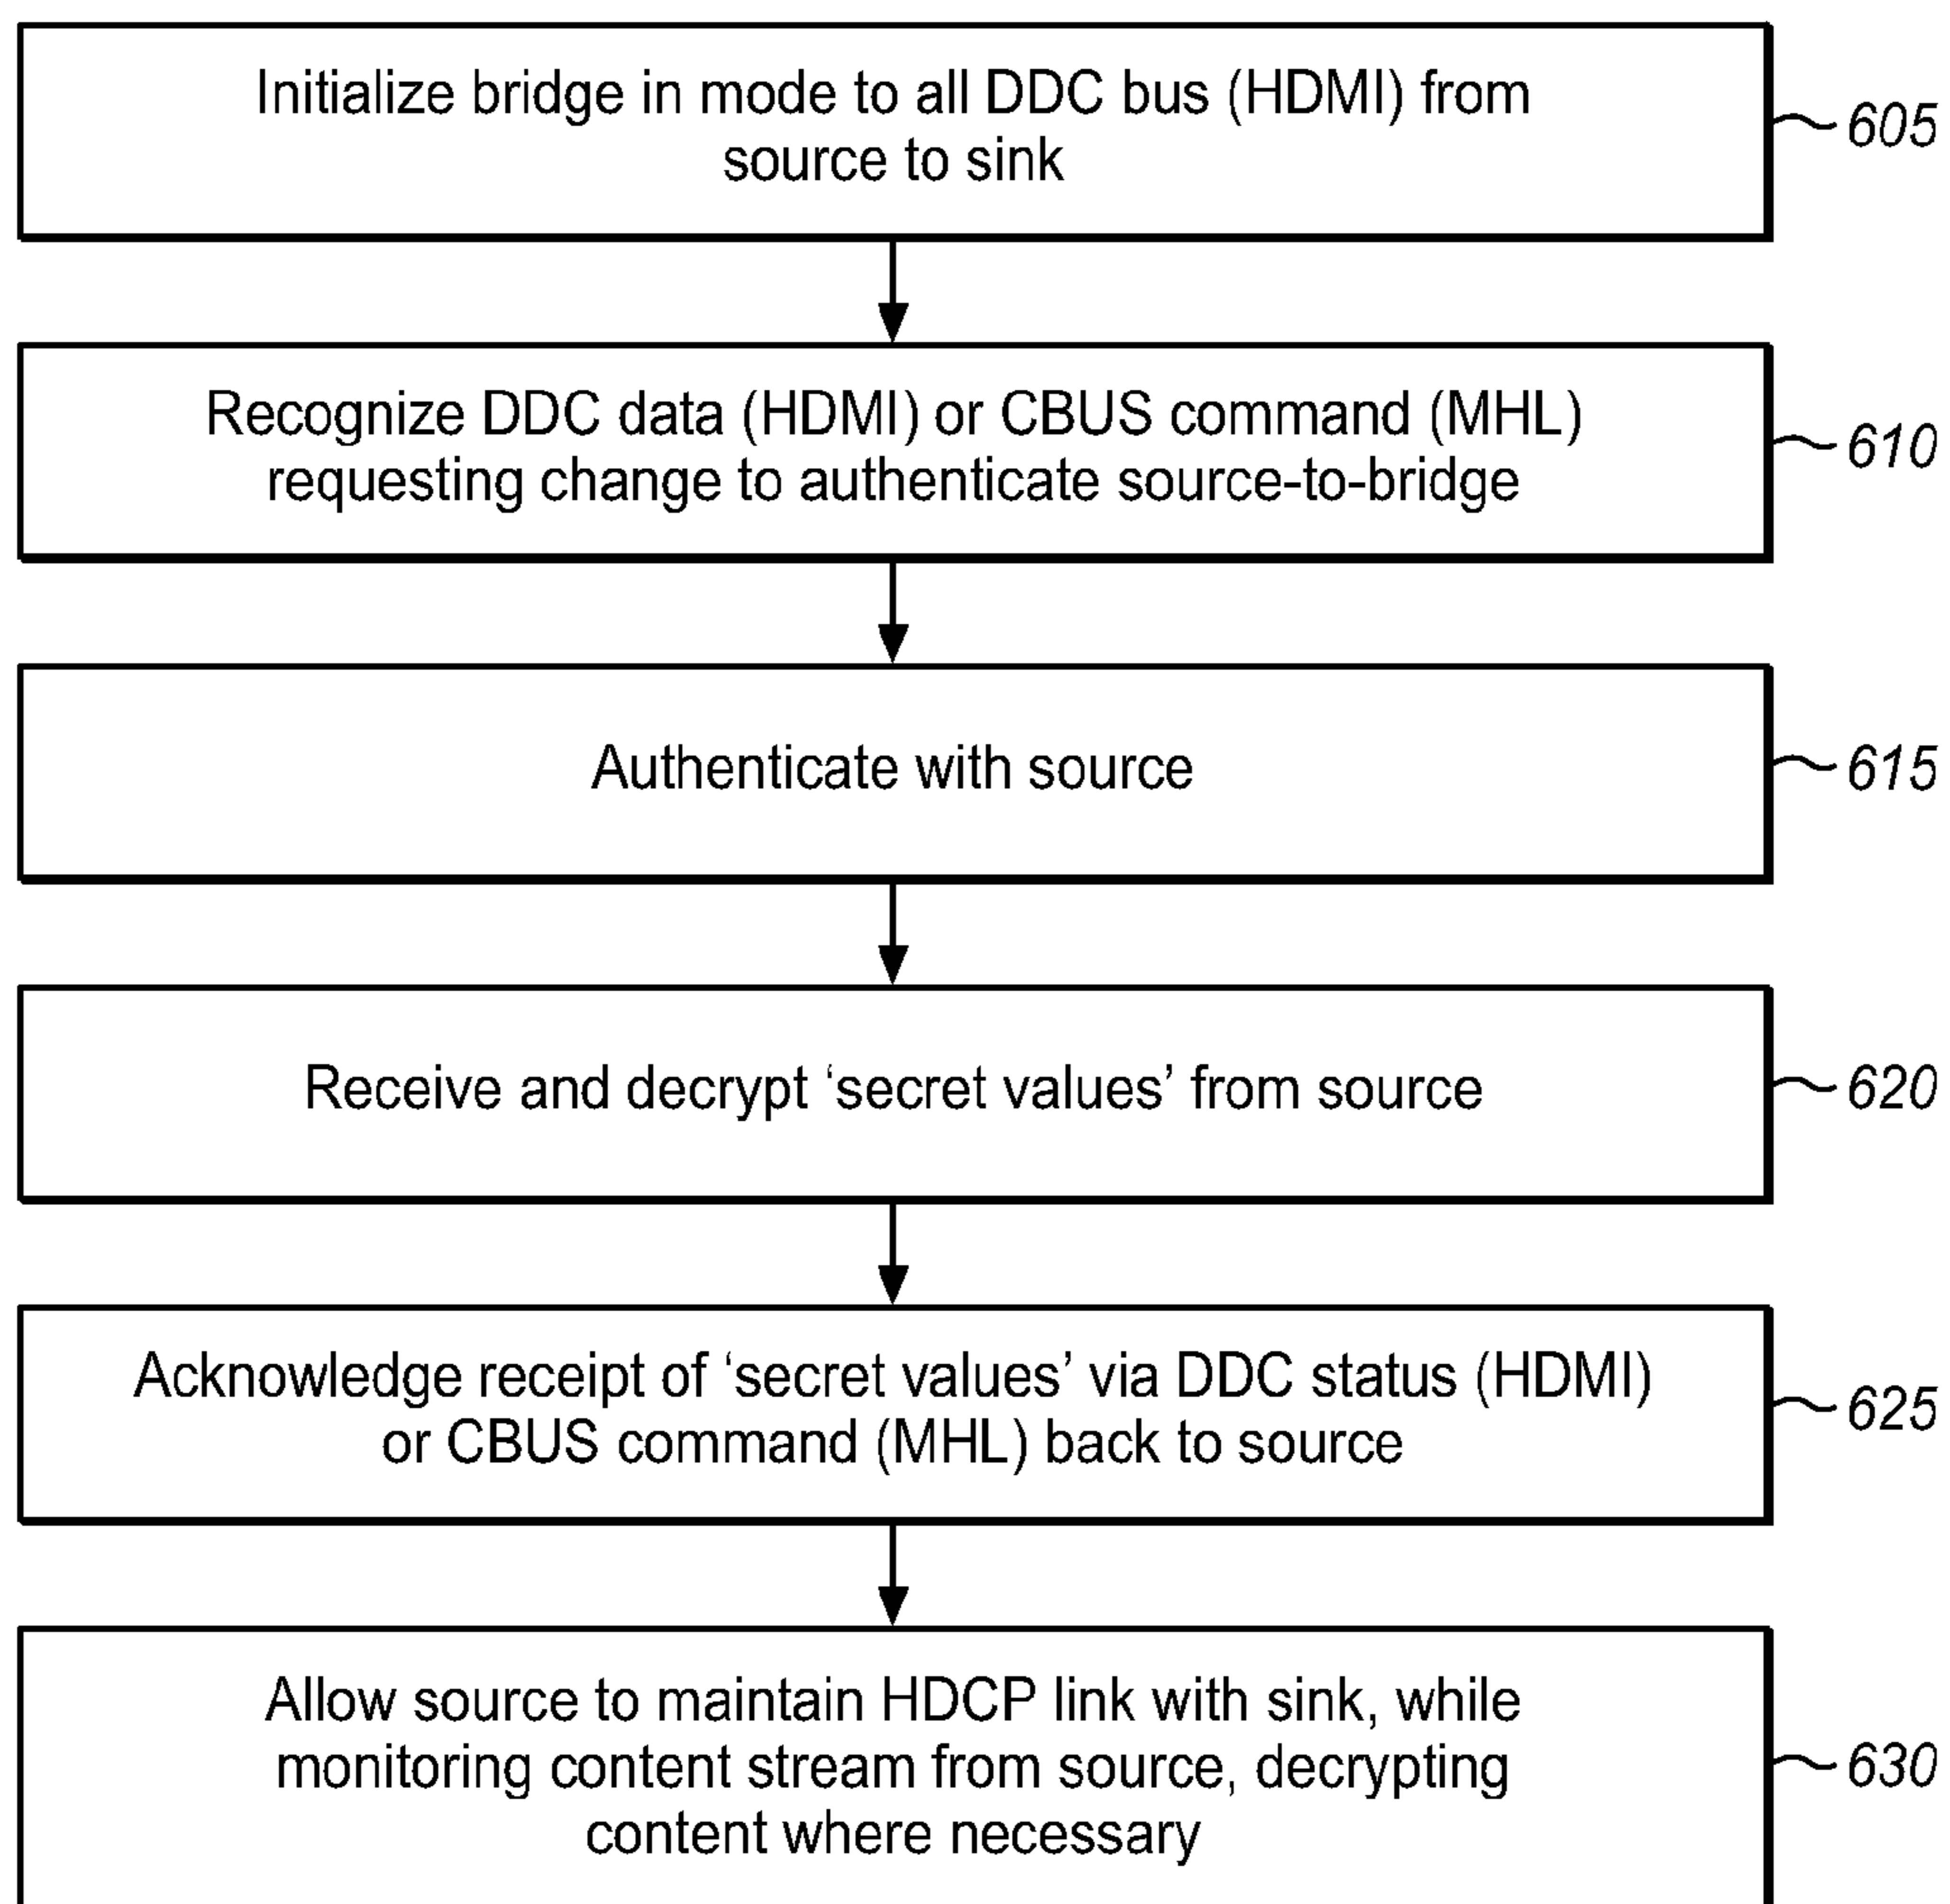 Initialize bridge in mode to all DDC bus (HDMI) from
source to sink
605
Recognize DDC data (HDMI) or CBUS command (MHL)
requesting change to authenticate source-to-bridge
610
Authenticate with source
615
Receive and decrypt ‘secret values’ from source
620
Acknowledge receipt of ‘secret values’ via DDC status (HDMI)
or CBUS command (MHL) back to source
625
Allow source to maintain HDCP link with sink, while
monitoring content stream from source, decrypting
content where necessary
630